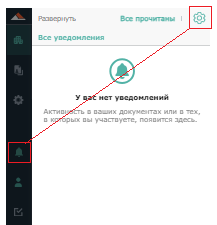 Развернуть
Все прочитаны
Все уведомления
У вас нет уведомлений
Активность в ваших документах или в тех,
в которых вы участвуете, появится здесь.